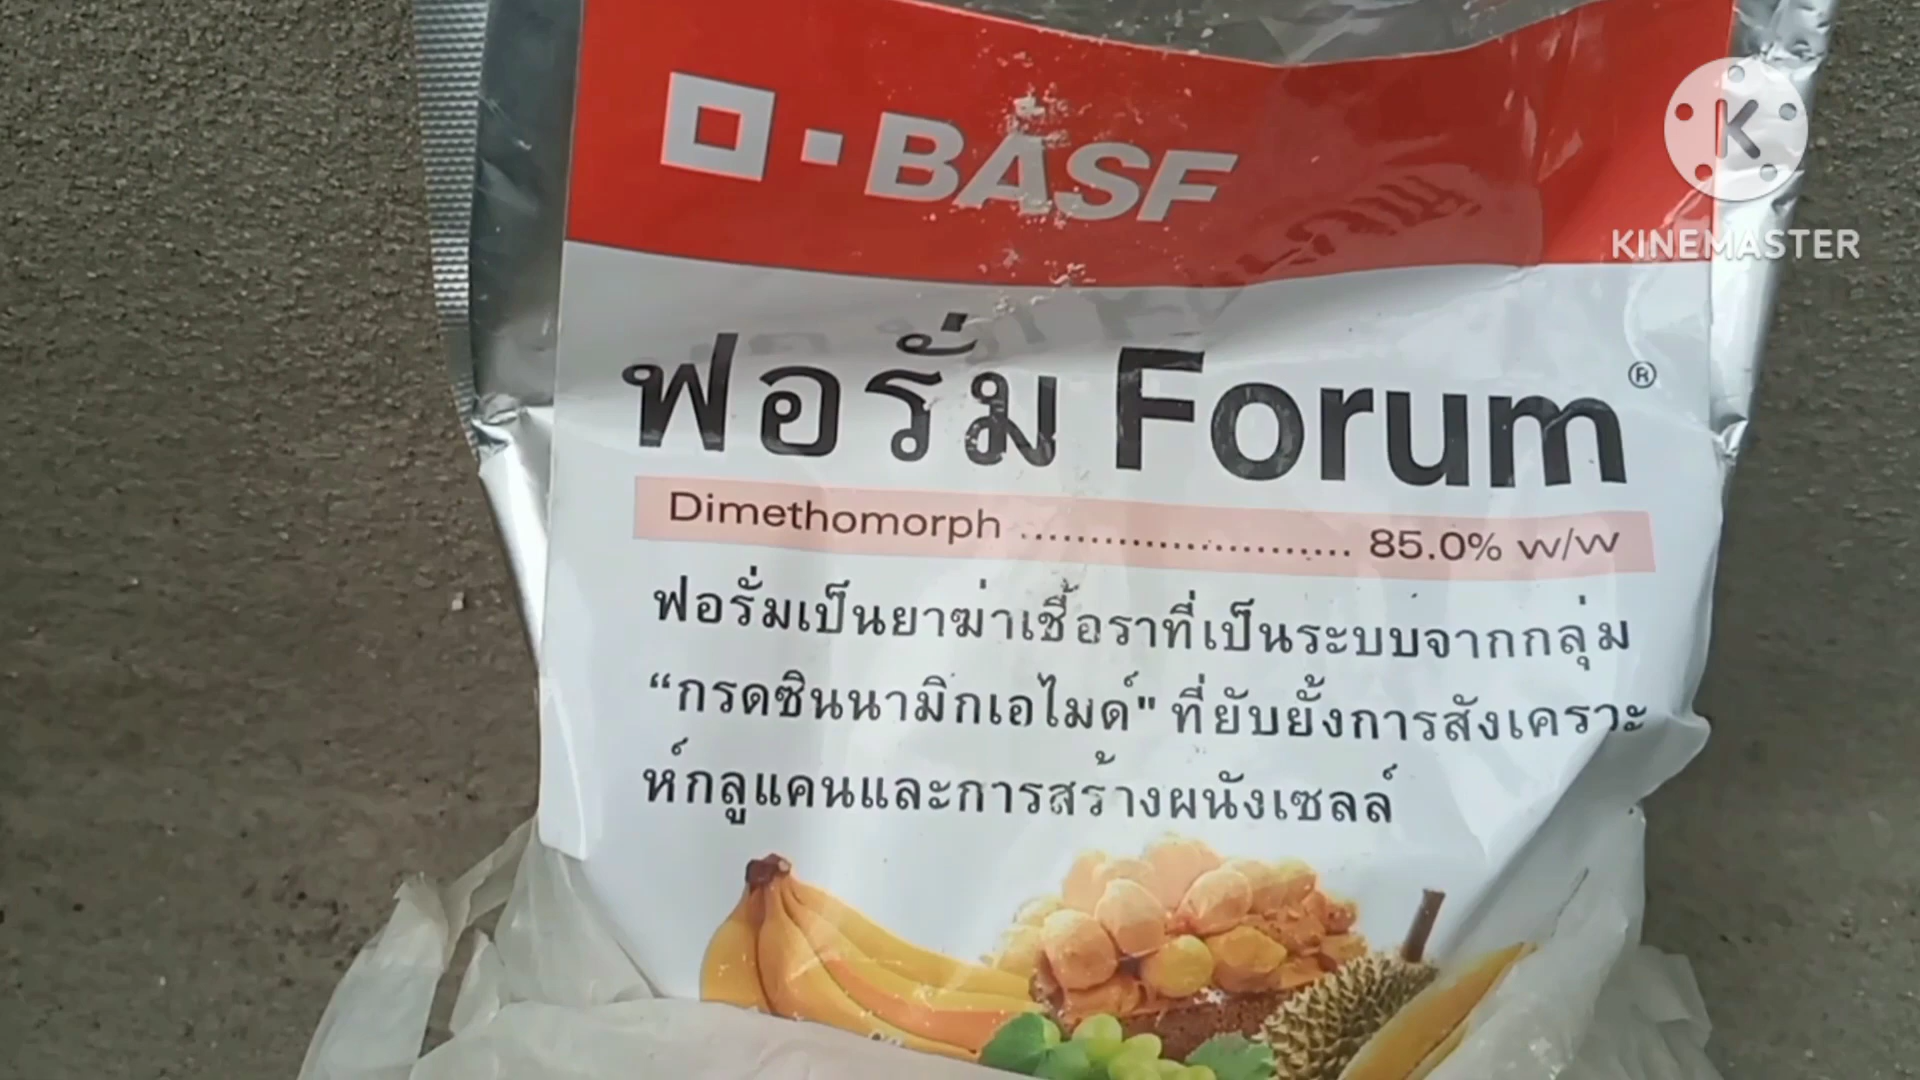 BASF
KINEMASTER
ฟอรั่ม Forum®
Dimethomorph ........................ 85.0% w/w
ฟอรั่มเป็นยาฆ่าเชื้อราที่เป็นระบบจากกลุ่ม
“กรดซินนามิกเอไมด์" ที่ยับยั้งการสังเคราะ
ห์กลูแคนและการสร้างผนังเซลล์